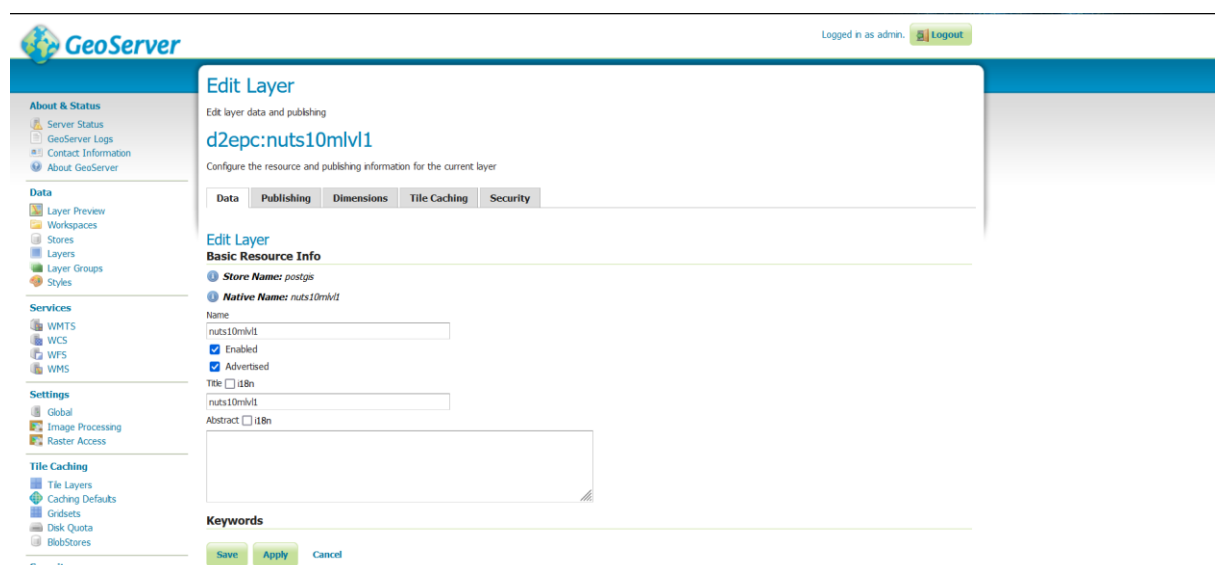 GeoServer
Logged in as admin. Logout
About & Status
Server Status
GeoServer Logs
Contact Information
About GeoServer
Data
Layer Preview
Workspaces
Stores
Layers
Layer Groups
Styles
Services
WMTS
WCS
WFS
WMS
Settings
Global
Image Processing
Raster Access
Tile Caching
Tile Layers
Caching Defaults
Gridsets
Disk Quota
BlobStores
Edit Layer
Edit layer data and publishing
d2epc:nuts10mlvl1
Configure the resource and publishing information for the current layer
Data Publishing Dimensions Tile Caching Security
Edit Layer
Basic Resource Info
Store Name: postgis
Native Name: nuts10mlvl1
Name
nuts10mlvl1
Enabled
Advertised
Title i18n
nuts10mlvl1
Abstract i18n
Keywords
Save Apply Cancel